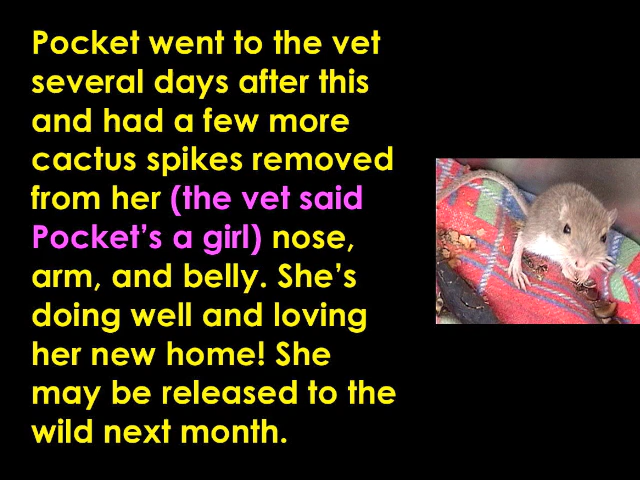 Pocket went to the vet
several days after this
and had a few more
cactus spikes removed
from her (the vet said
Pocket’s a girl) nose,
arm, and belly. She’s
doing well and loving
her new home! She
may be released to the
wild next month.